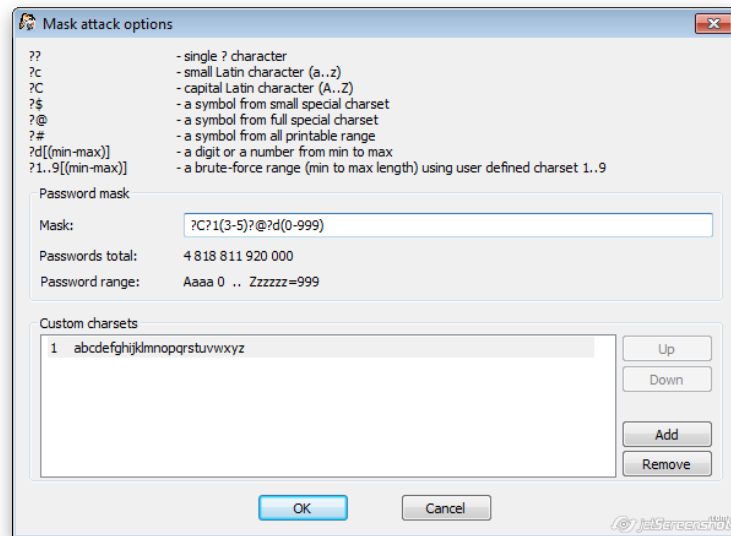 Mask attack options
?? - single ? character
?c - small Latin character (a..z)
?C - capital Latin character (A..Z)
?$ - a symbol from small special charset
?@ - a symbol from full special charset
?# - a symbol from all printable range
?d[(min-max)] - a digit or a number from min to max
?1..9[(min-max)] - a brute-force range (min to max length) using user defined charset 1..9
Password mask
Mask: ?C?1(3-5)?@?d(0-999)
Passwords total: 4 818 811 920 000
Password range: Aaaa 0 .. Zzzzzz=999
Custom charsets
1 abcdefghijklmnopqrstuvwxyz
Up
Down
Add
Remove
OK Cancel
jetScreenshot